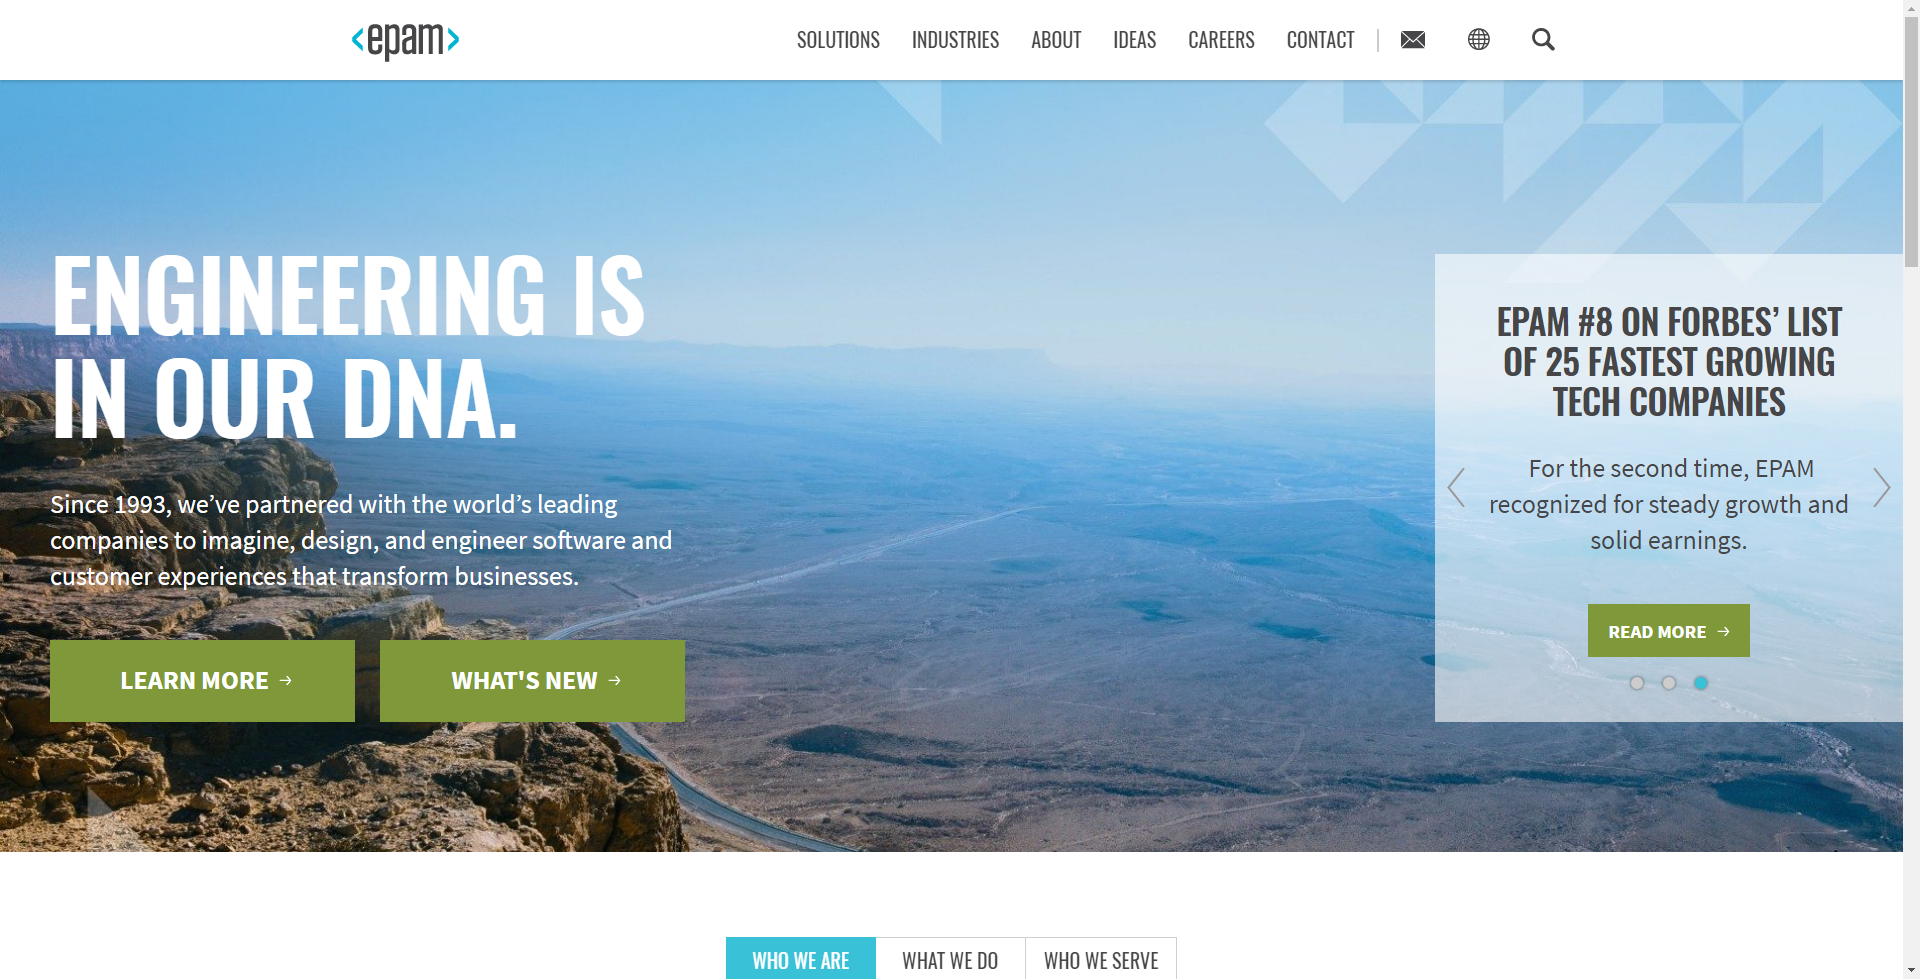 <epam>
SOLUTIONS
INDUSTRIES
ABOUT
IDEAS
CAREERS
CONTACT
ENGINEERING IS
IN OUR DNA.
Since 1993, we’ve partnered with the world’s leading
companies to imagine, design, and engineer software and
customer experiences that transform businesses.
LEARN MORE →
WHAT'S NEW →
EPAM #8 ON FORBES’ LIST
OF 25 FASTEST GROWING
TECH COMPANIES
For the second time, EPAM
recognized for steady growth and
solid earnings.
READ MORE →
WHO WE ARE
WHAT WE DO
WHO WE SERVE